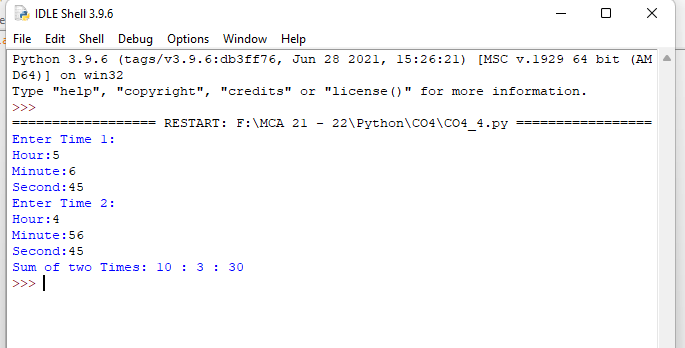 IDLE Shell 3.9.6
File Edit Shell Debug Options Window Help
Python 3.9.6 (tags/v3.9.6:db3ff76, Jun 28 2021, 15:26:21) [MSC v.1929 64 bit (AM
D64)] on win32
Type "help", "copyright", "credits" or "license()" for more information.
>>>
================== RESTART: F:\MCA 21 - 22\Python\CO4\CO4_4.py =================
Enter Time 1:
Hour:5
Minute:6
Second:45
Enter Time 2:
Hour:4
Minute:56
Second:45
Sum of two Times: 10 : 3 : 30
>>>